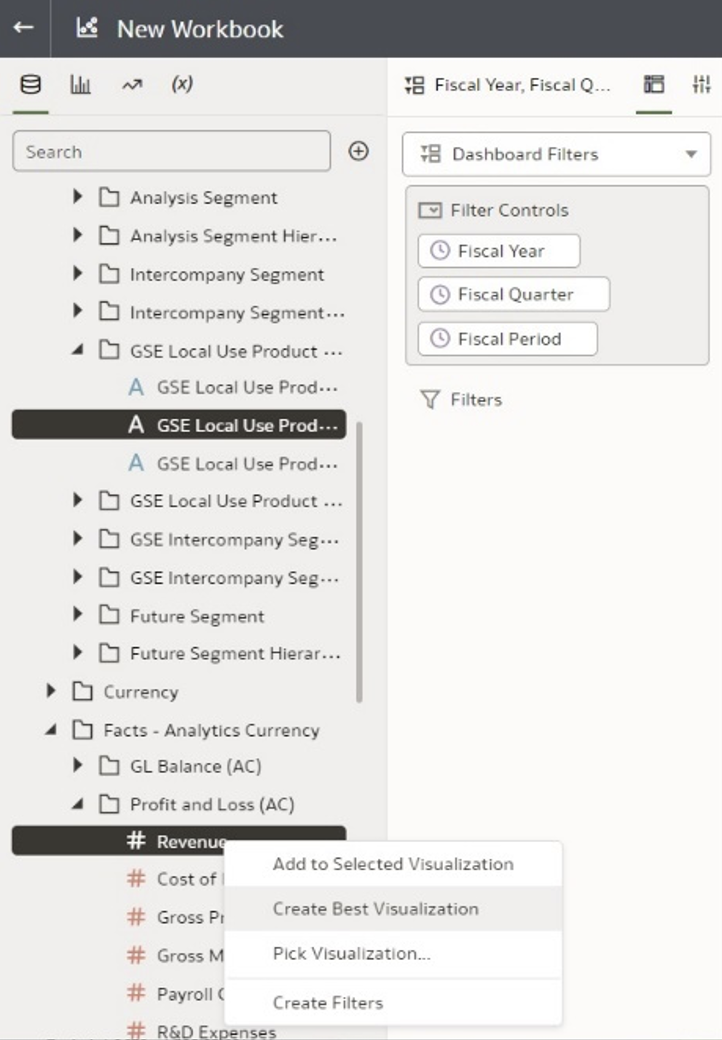 New Workbook
(x)
Fiscal Year, Fiscal Q...
Search
Dashboard Filters
Analysis Segment
Filter Controls
Analysis Segment Hier...
Fiscal Year
Intercompany Segment
Fiscal Quarter
Intercompany Segment...
Fiscal Period
GSE Local Use Product ...
A GSE Local Use Prod...
Filters
A GSE Local Use Prod...
A GSE Local Use Prod...
GSE Local Use Product ...
GSE Intercompany Seg...
GSE Intercompany Seg...
Future Segment
Future Segment Hierar...
Currency
Facts - Analytics Currency
GL Balance (AC)
Profit and Loss (AC)
# Revenue
Add to Selected Visualization
# Cost of
Create Best Visualization
# Gross Pr
Pick Visualization...
# Gross M
# Payroll
Create Filters
# R&D Expenses